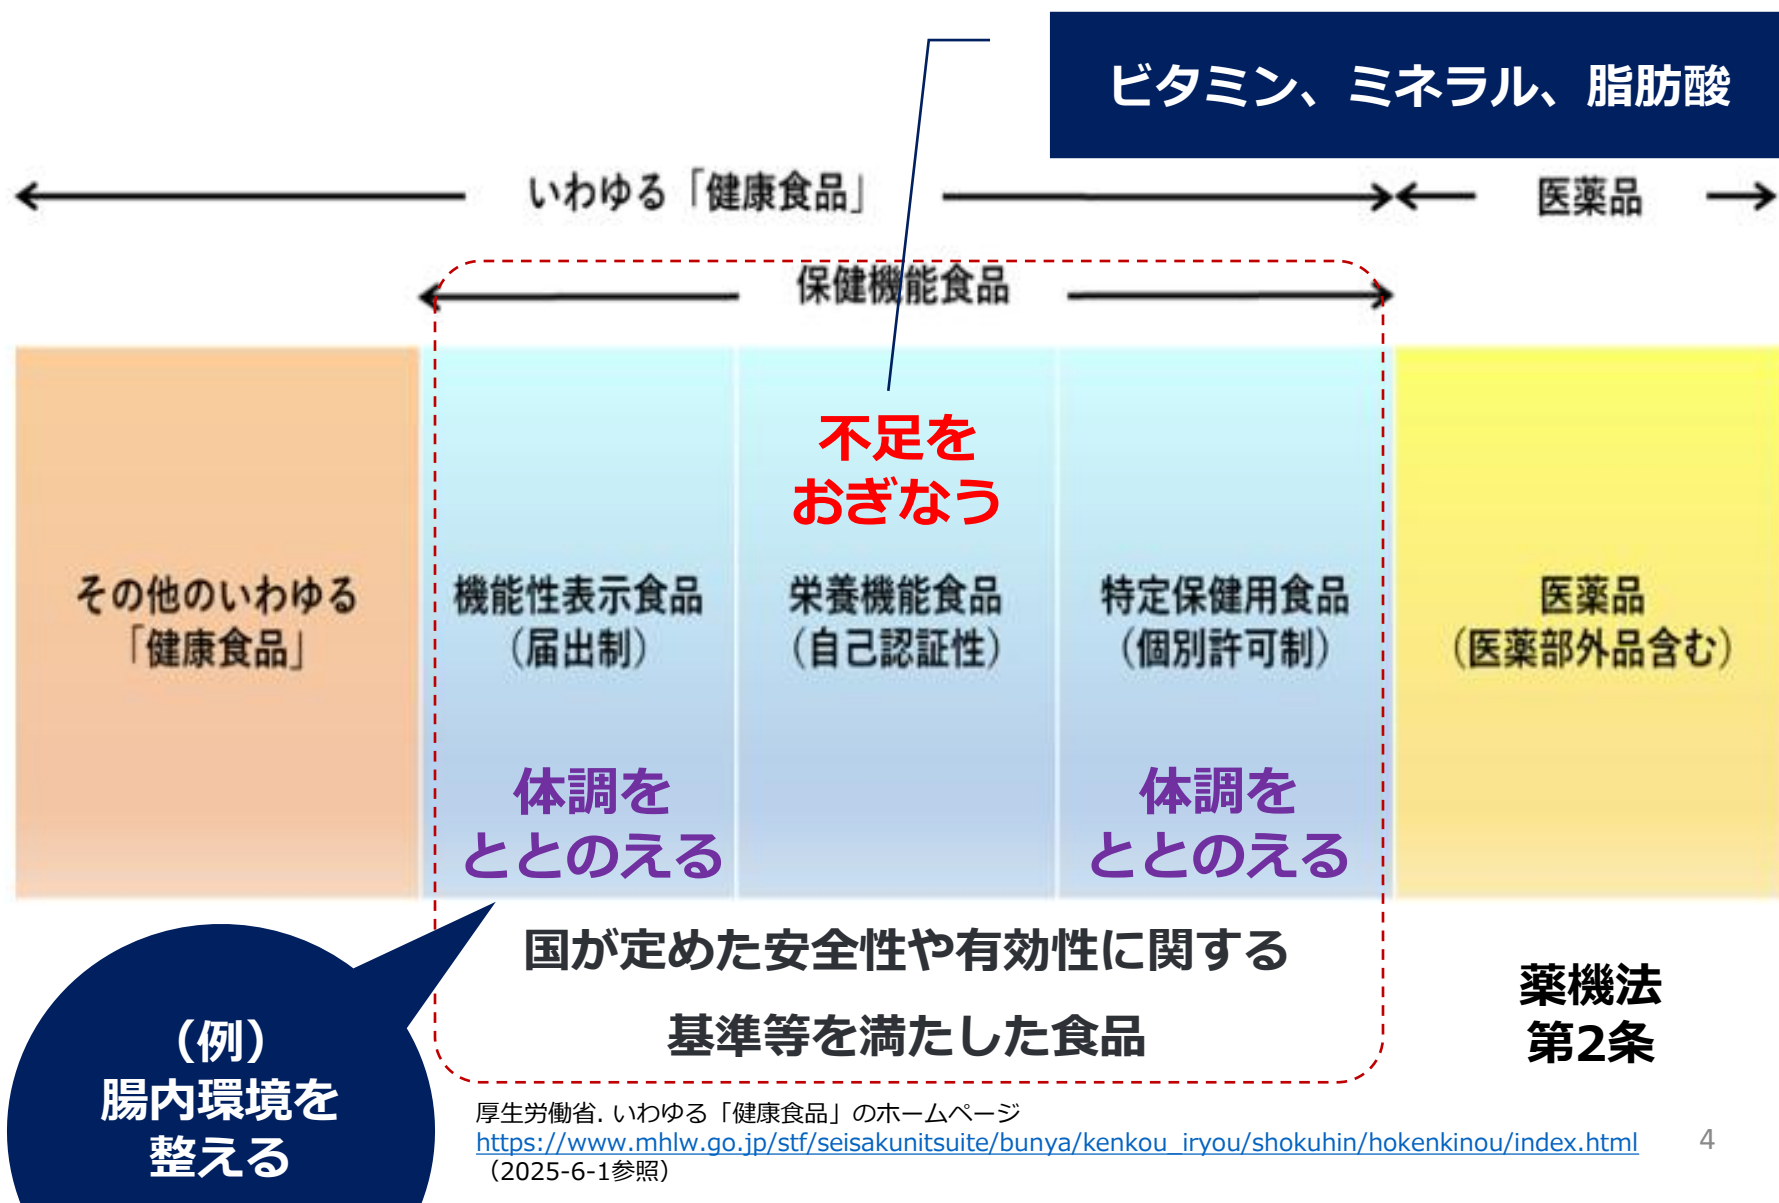 ビタミン、ミネラル、脂肪酸
いわゆる「健康食品」
医薬品
保健機能食品
不足を
おぎなう
その他のいわゆる
「健康食品」
機能性表示食品
（届出制）
栄養機能食品
（自己認証性）
特定保健用食品
（個別許可制）
医薬品
（医薬部外品含む）
体調を
ととのえる
体調を
ととのえる
国が定めた安全性や有効性に関する
基準等を満たした食品
薬機法
第2条
（例）
腸内環境を
整える
厚生労働省. いわゆる「健康食品」のホームページ
https://www.mhlw.go.jp/stf/seisakunitsuite/bunya/kenkou_iryou/shokuhin/hokenkinou/index.html
（2025-6-1参照）
4